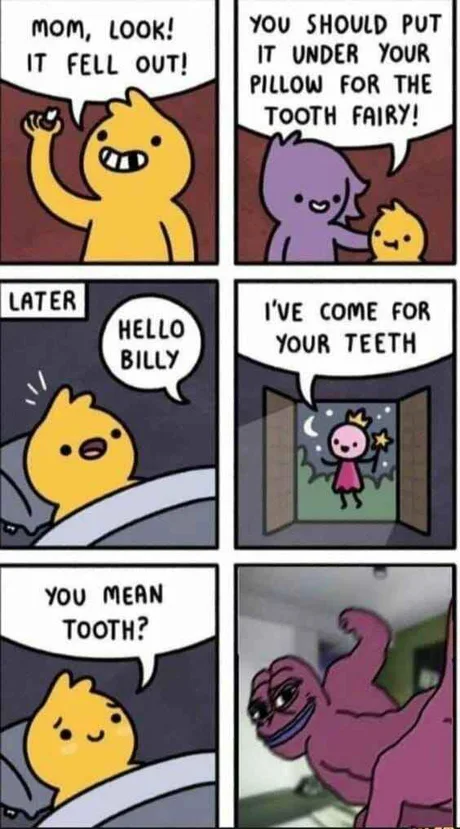 MOM, LOOK!
IT FELL OUT!
YOU SHOULD PUT
IT UNDER YOUR
PILLOW FOR THE
TOOTH FAIRY!
LATER
HELLO
BILLY
I'VE COME FOR
YOUR TEETH
YOU MEAN
TOOTH?